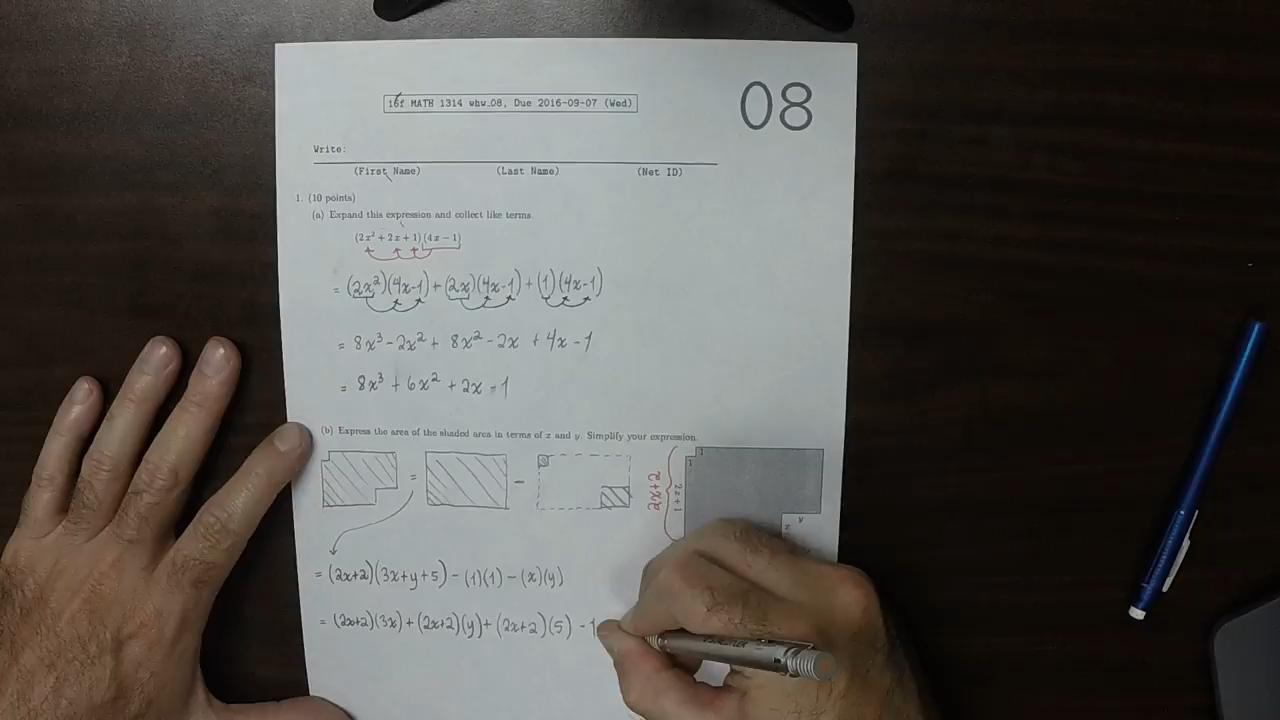 16f MATH 1314 whw_08, Due 2016-09-07 (Wed)
08
Write:
(First Name) (Last Name) (Net ID)
1. (10 points)
(a) Expand this expression and collect like terms.
(2x² + 2x + 1)(4x − 1)
= (2x²)(4x-1) + (2x)(4x-1) + (1)(4x-1)
= 8x³ - 2x² + 8x² - 2x + 4x - 1
= 8x³ + 6x² + 2x - 1
(b) Express the area of the shaded area in terms of x and y. Simplify your expression.
= -
1
1
2x+2
2x + 1
y
x
= (2x+2)(3x+y+5) - (1)(1) - (x)(y)
= (2x+2)(3x) + (2x+2)(y) + (2x+2)(5) - 1